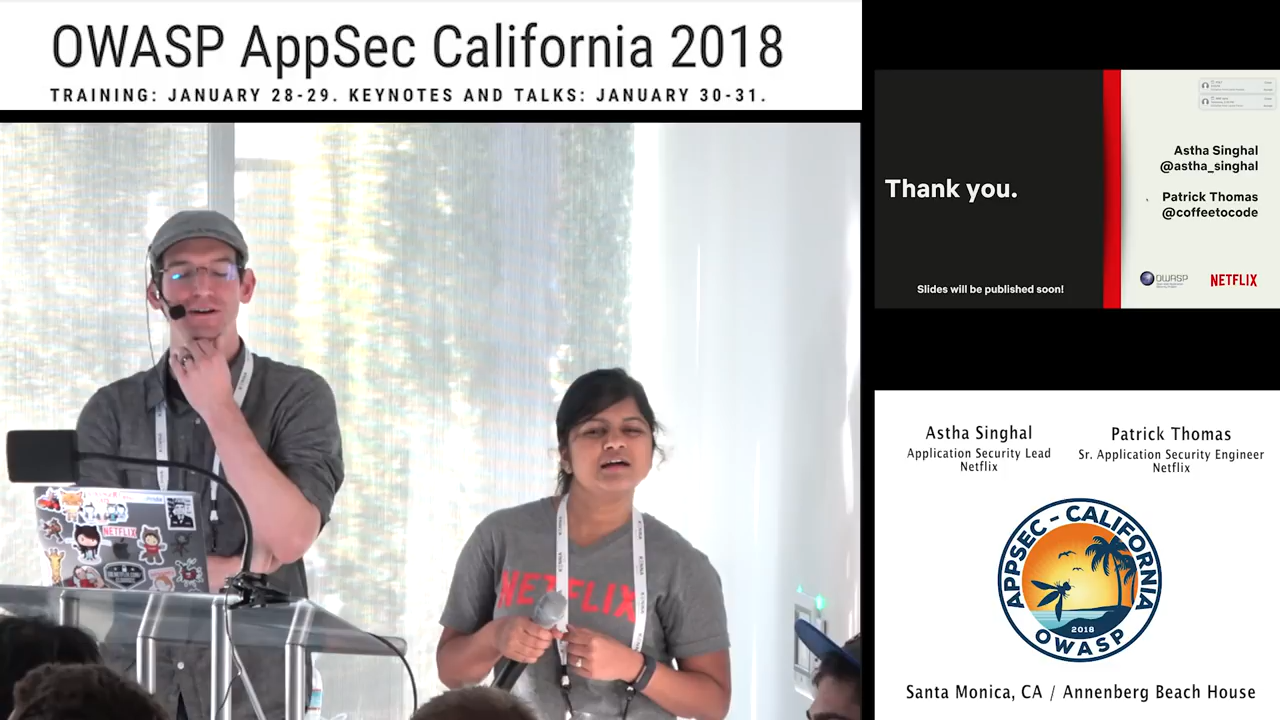 OWASP AppSec California 2018
TRAINING: JANUARY 28-29. KEYNOTES AND TALKS: JANUARY 30-31.
NETFLIX
NETFLIX
Thank you.
Slides will be published soon!
Astha Singhal
@astha_singhal
Patrick Thomas
@coffeetocode
OWASP
NETFLIX
Astha Singhal
Application Security Lead
Netflix
Patrick Thomas
Sr. Application Security Engineer
Netflix
APPSEC - CALIFORNIA
2018
OWASP
Santa Monica, CA / Annenberg Beach House